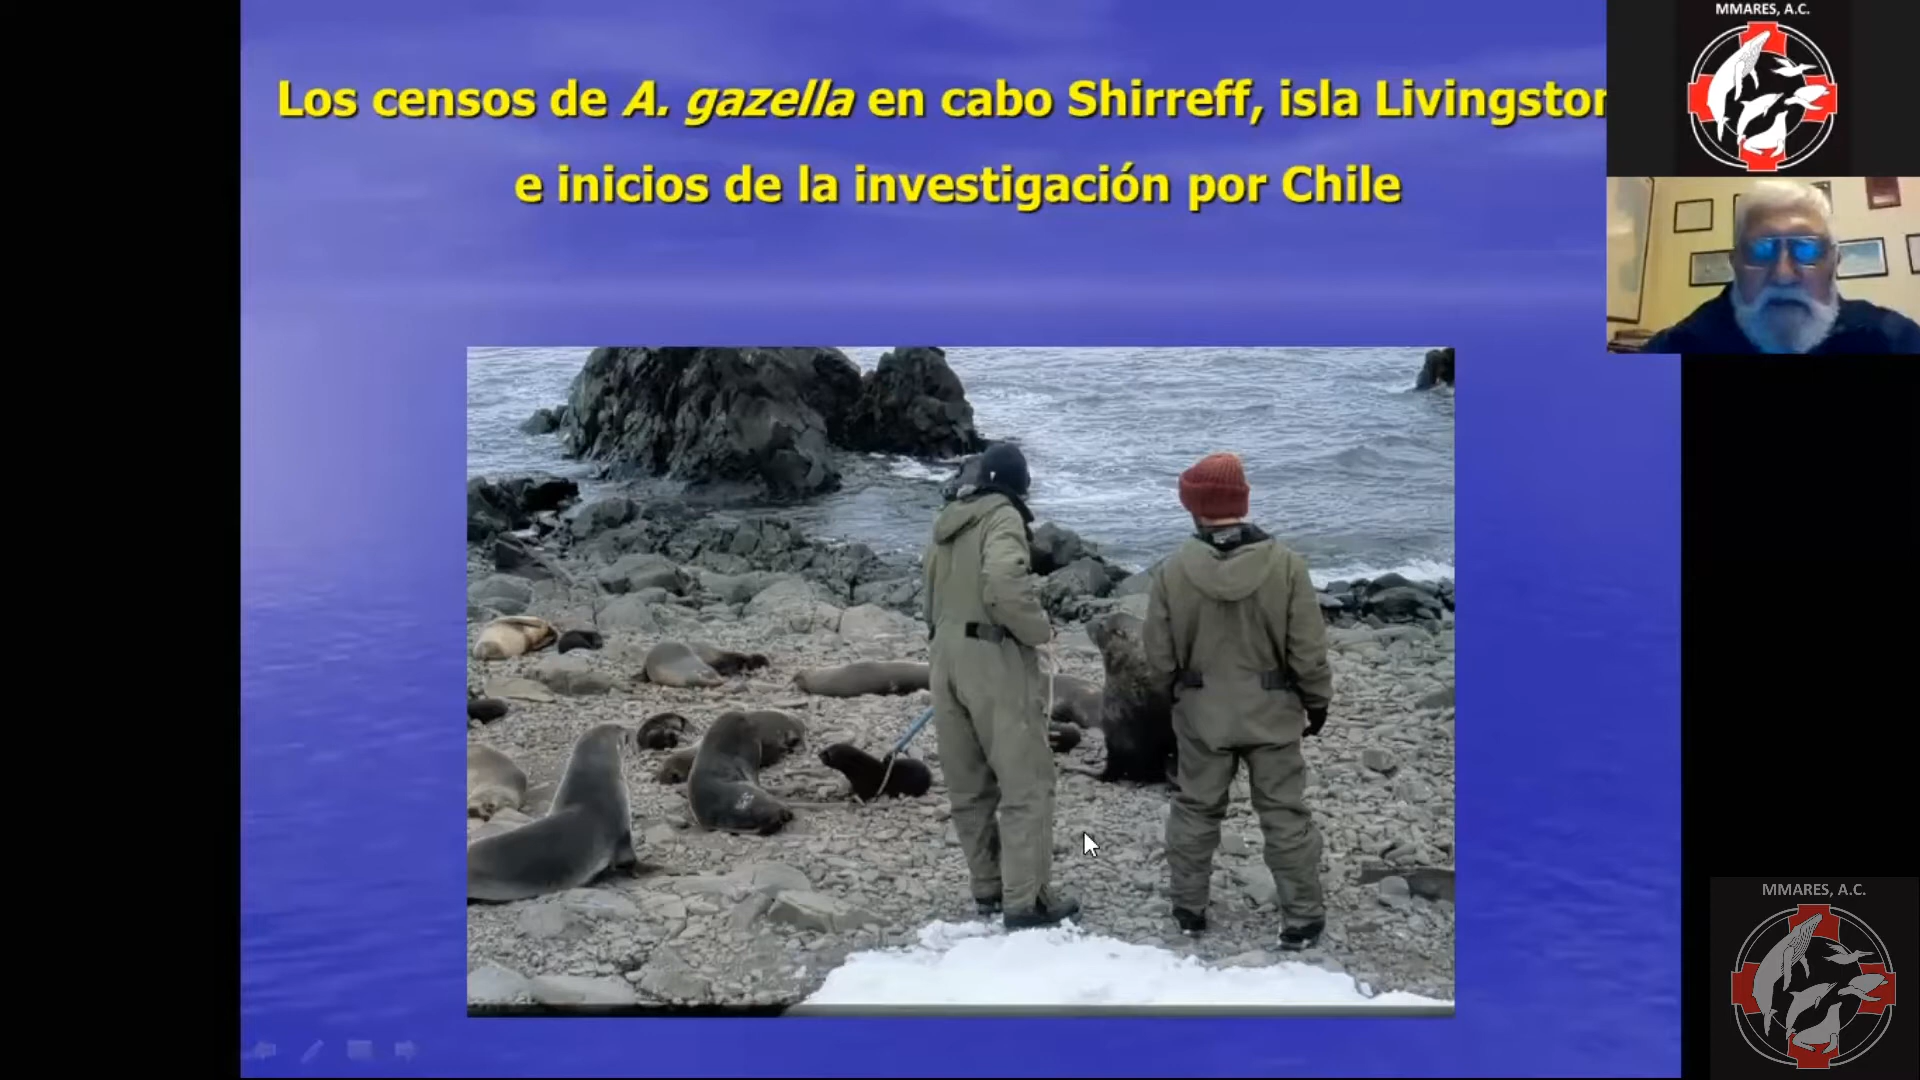 Los censos de A. gazella en cabo Shirreff, isla Livingston
e inicios de la investigación por Chile
MMARES, A.C.
MMARES, A.C.